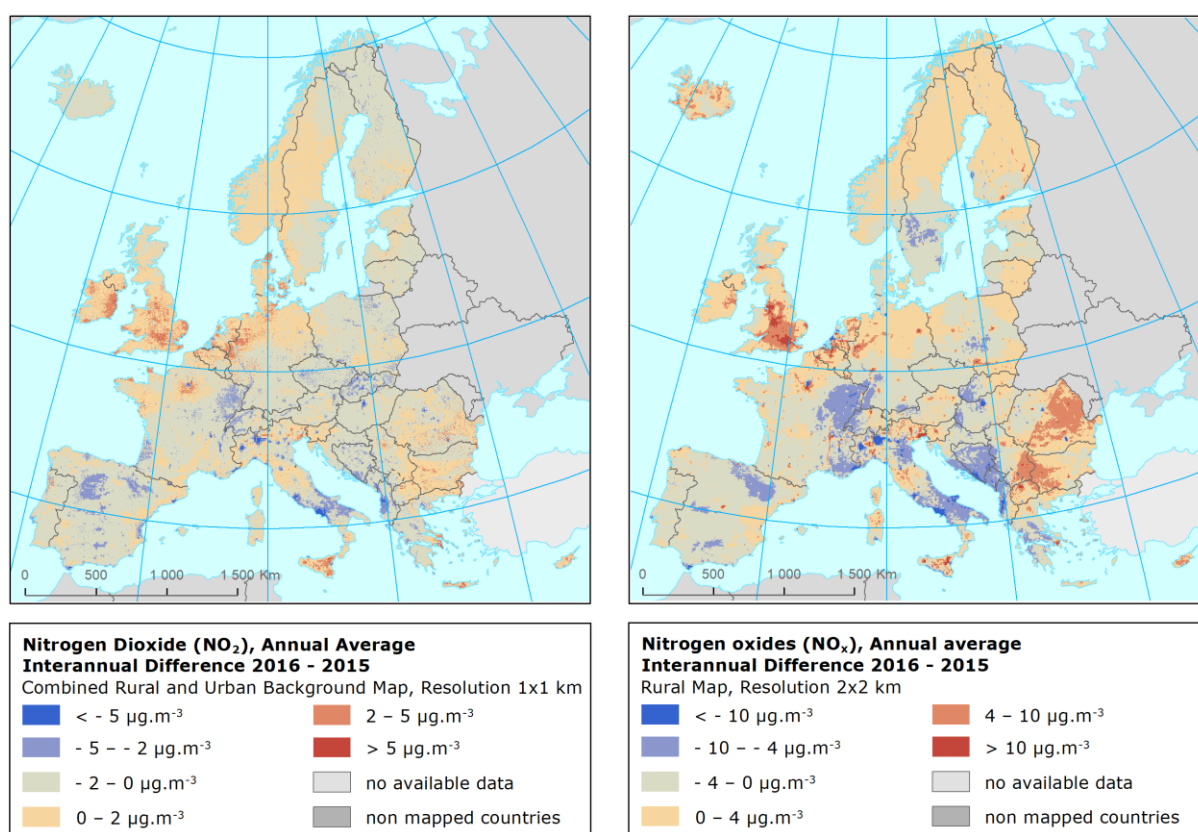 0 500 1 000 1 500 Km
Nitrogen Dioxide (NO₂), Annual Average
Interannual Difference 2016 - 2015
Combined Rural and Urban Background Map, Resolution 1x1 km
< - 5 µg.m⁻³
- 5 – - 2 µg.m⁻³
- 2 – 0 µg.m⁻³
0 – 2 µg.m⁻³
2 – 5 µg.m⁻³
> 5 µg.m⁻³
no available data
non mapped countries
0 500 1 000 1 500 Km
Nitrogen oxides (NOₓ), Annual average
Interannual Difference 2016 - 2015
Rural Map, Resolution 2x2 km
< - 10 µg.m⁻³
- 10 – - 4 µg.m⁻³
- 4 – 0 µg.m⁻³
0 – 4 µg.m⁻³
4 – 10 µg.m⁻³
> 10 µg.m⁻³
no available data
non mapped countries